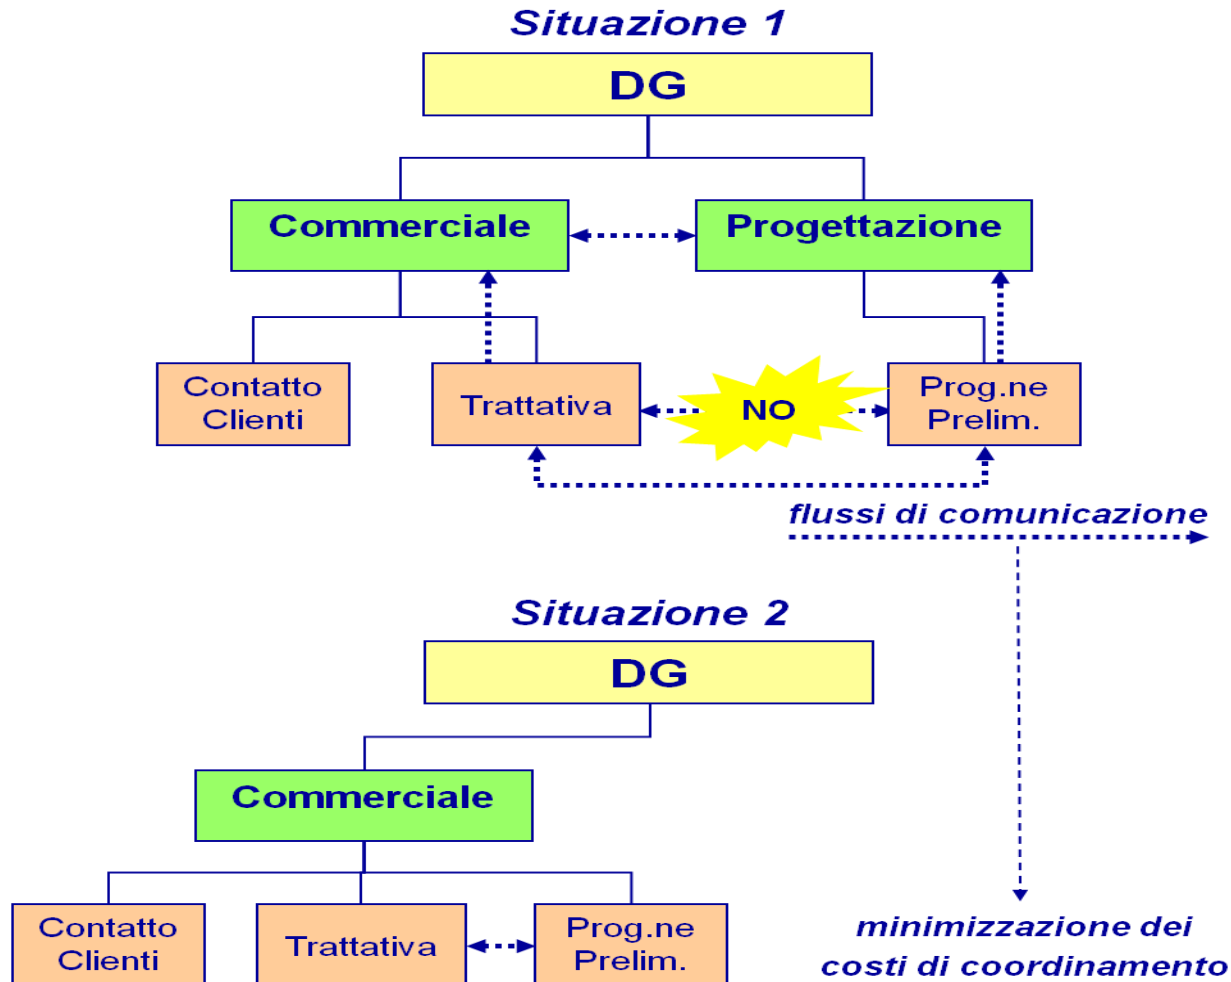 Situazione 1
DG
Commerciale
Progettazione
Contatto
Clienti
Trattativa
NO
Prog.ne
Prelim.
flussi di comunicazione
Situazione 2
DG
Commerciale
Contatto
Clienti
Trattativa
Prog.ne
Prelim.
minimizzazione dei
costi di coordinamento